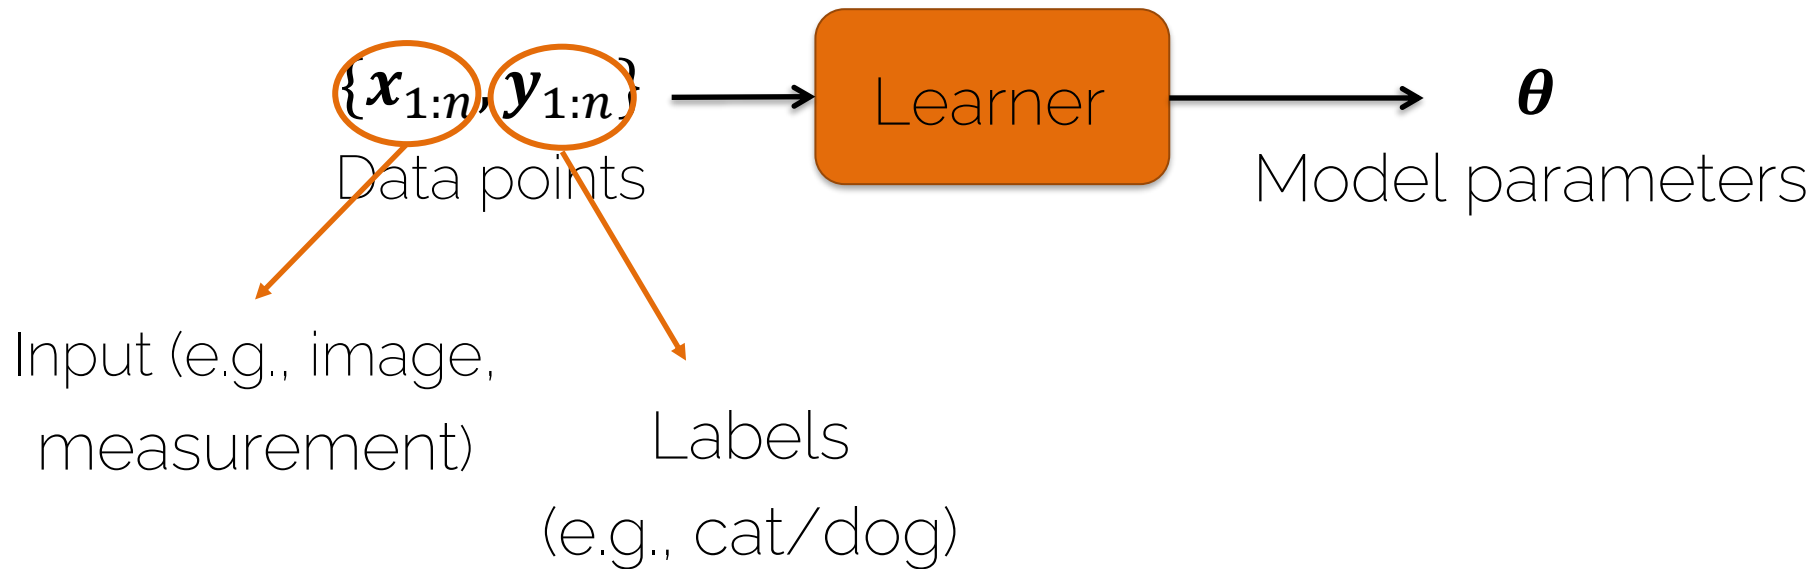 {x1:n, y1:n}
Learner
θ
Data points
Model parameters
Input (e.g., image,
measurement)
Labels
(e.g., cat/dog)